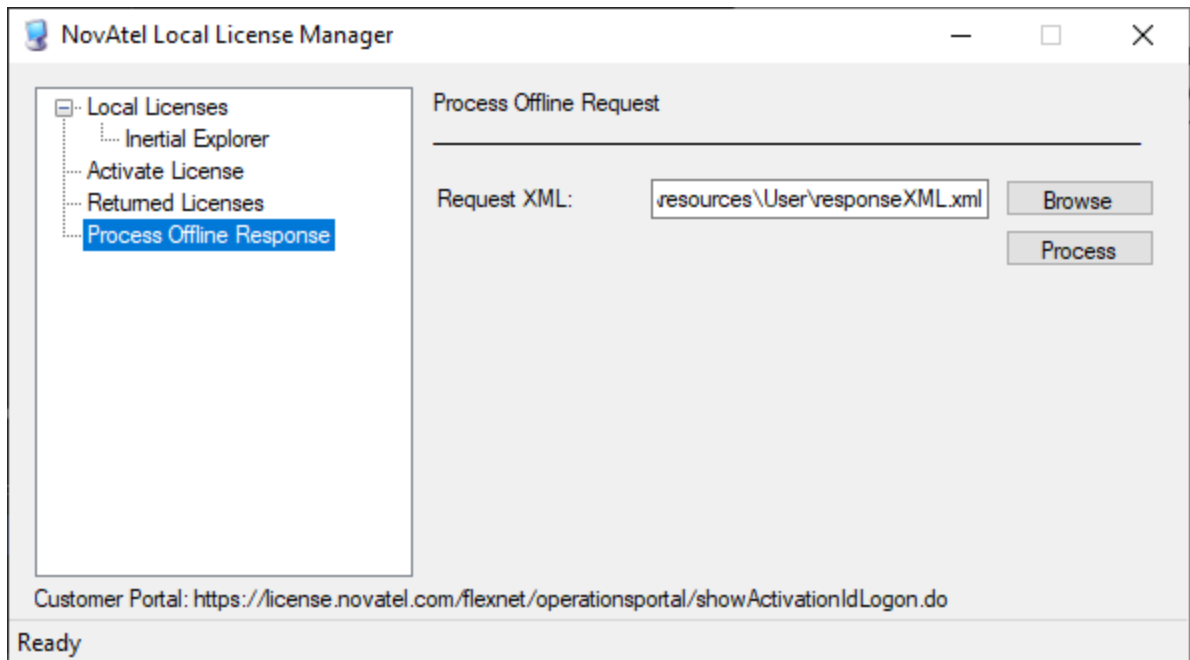 NovAtel Local License Manager
Local Licenses
Inertial Explorer
Activate License
Returned Licenses
Process Offline Response
Process Offline Request
Request XML: \resources\User\responseXML.xml Browse
Process
Customer Portal: https://license.novatel.com/flexnet/operationsportal/showActivationIdLogon.do
Ready